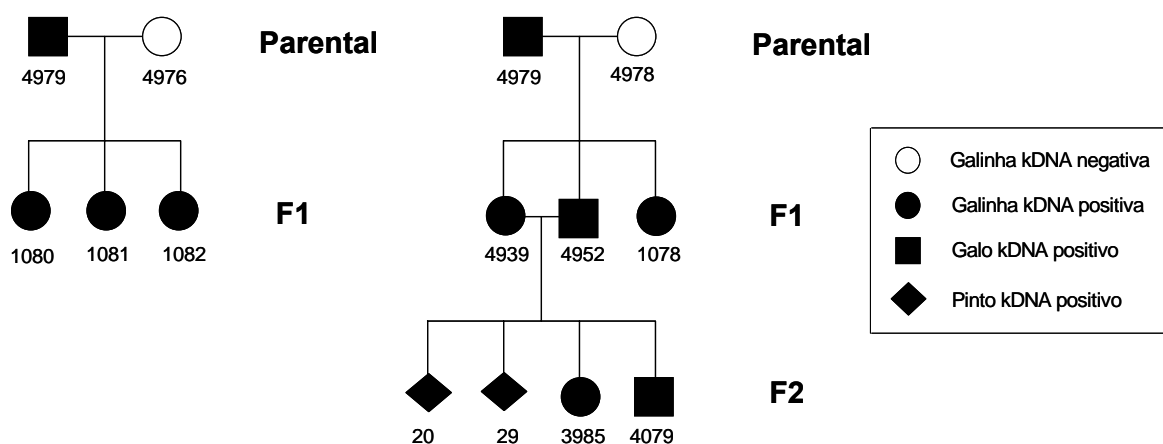 4979 4976 Parental 4979 4978 Parental
1080 1081 1082 F1 4939 4952 1078 F1
20 29 3985 4079 F2
Galinha kDNA negativa
Galinha kDNA positiva
Galo kDNA positivo
Pinto kDNA positivo